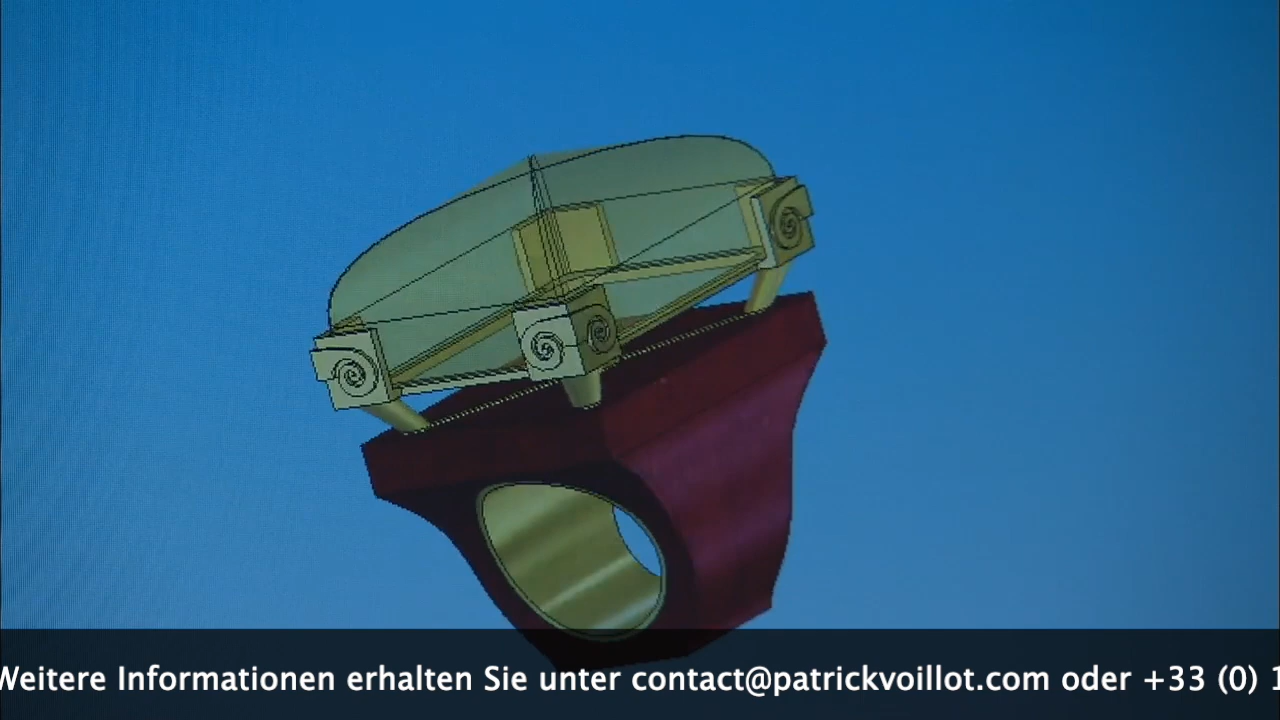 Weitere Informationen erhalten Sie unter contact@patrickvoillot.com oder +33 (0) 1